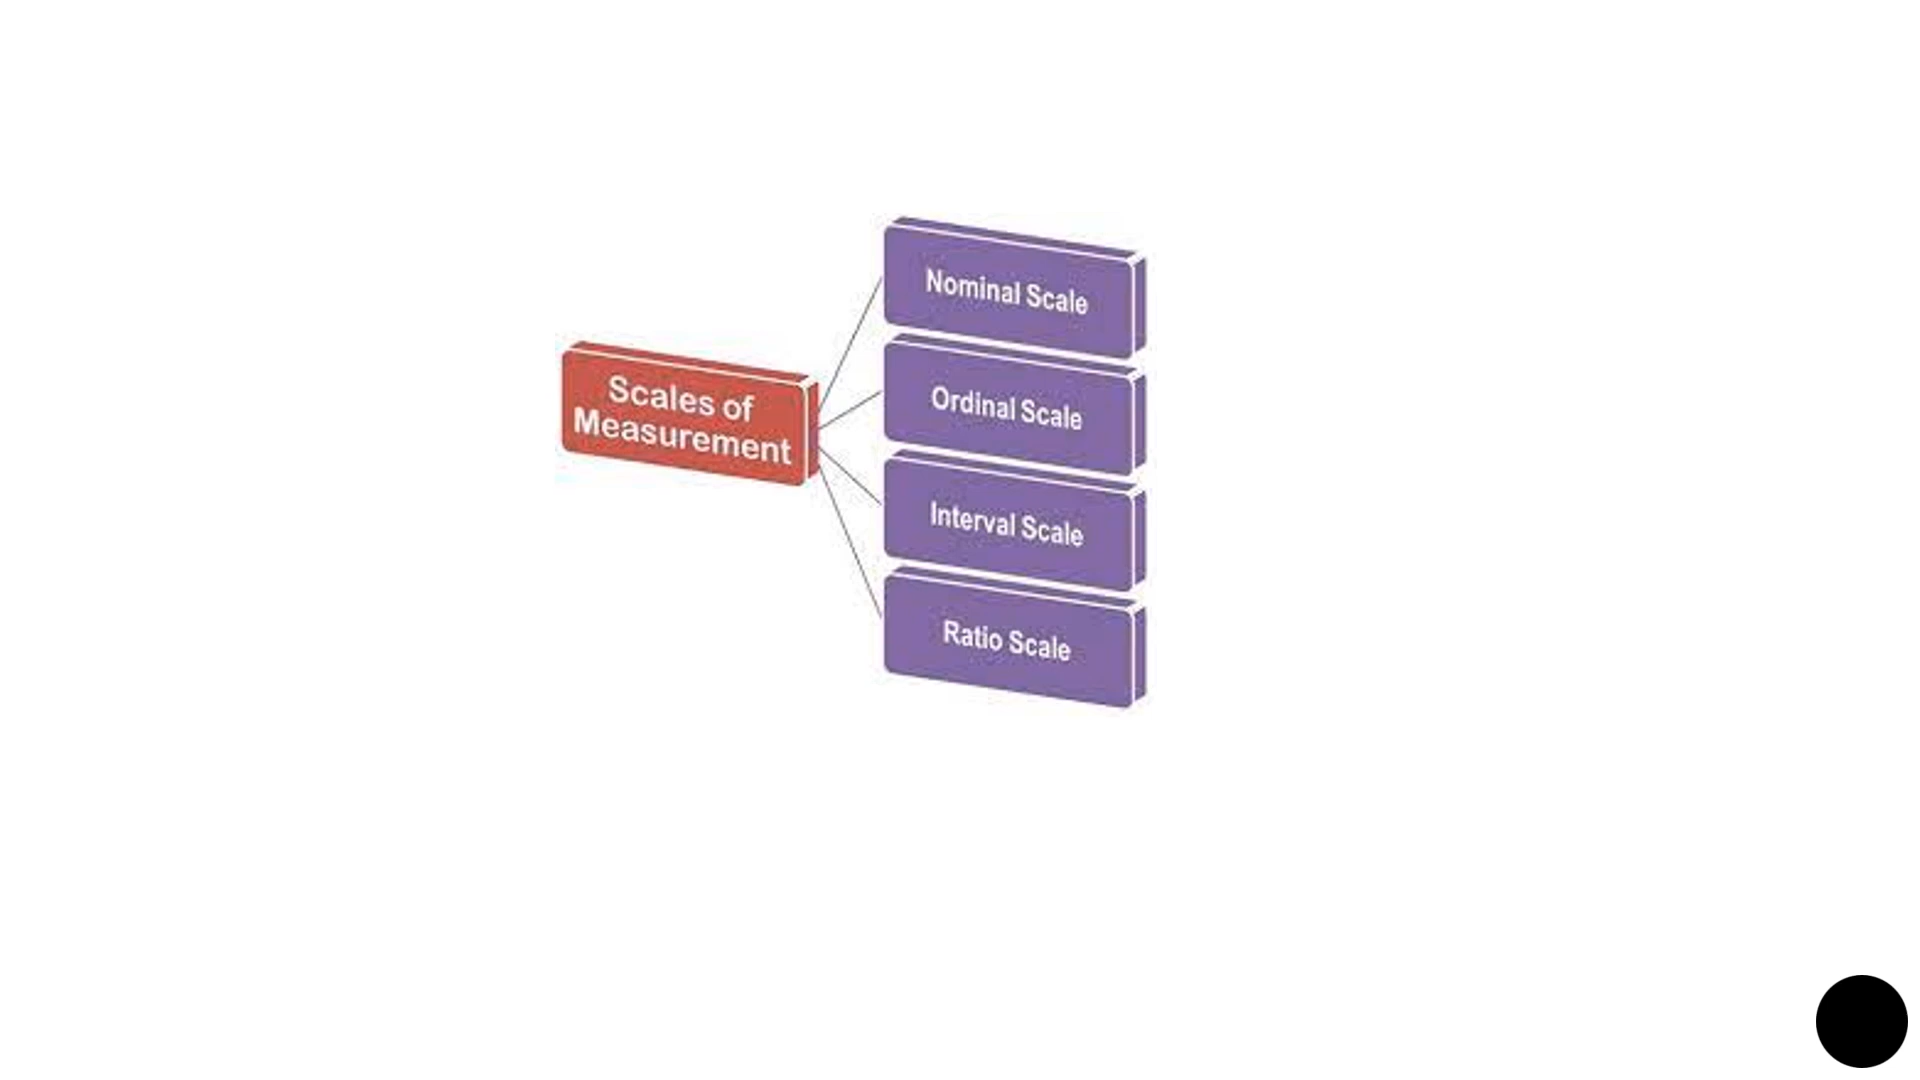 Scales of
Measurement
Nominal Scale
Ordinal Scale
Interval Scale
Ratio Scale